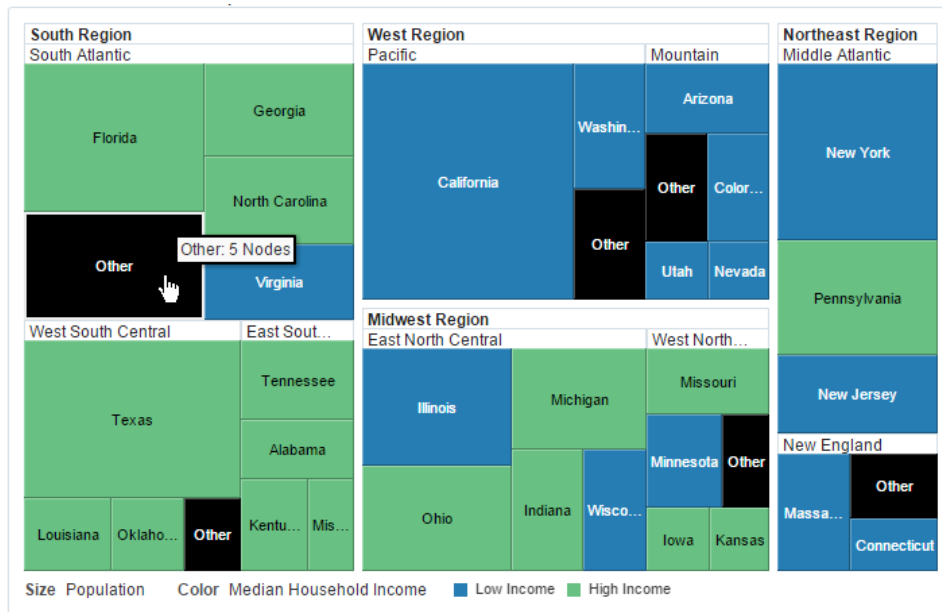 South Region
South Atlantic
Florida
Georgia
North Carolina
Other
Other: 5 Nodes
Virginia
West South Central
East Sout...
Texas
Tennessee
Alabama
Louisiana
Oklaho...
Other
Kentu...
Mis...
West Region
Pacific
Mountain
California
Washin...
Other
Arizona
Other
Color...
Utah
Nevada
Midwest Region
East North Central
West North...
Illinois
Michigan
Ohio
Indiana
Wisco...
Missouri
Minnesota
Other
Iowa
Kansas
Northeast Region
Middle Atlantic
New York
Pennsylvania
New Jersey
New England
Massa...
Other
Connecticut
Size Population Color Median Household Income Low Income High Income